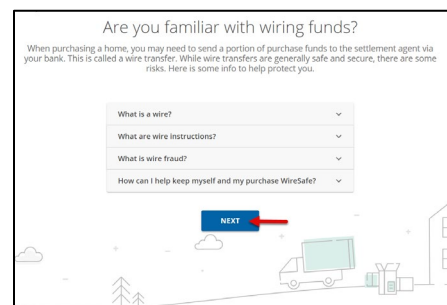 Are you familiar with wiring funds?
When purchasing a home, you may need to send a portion of purchase funds to the settlement agent via
your bank. This is called a wire transfer. While wire transfers are generally safe and secure, there are some
risks. Here is some info to help protect you.
What is a wire?
What are wire instructions?
What is wire fraud?
How can I help keep myself and my purchase WireSafe?
NEXT